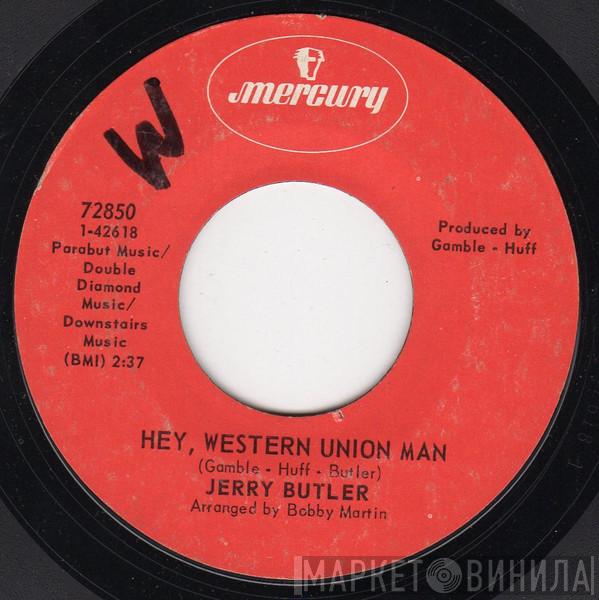 mercury
W
72850
1-42618
Parabut Music/
Double
Diamond
Music/
Downstairs
Music
(BMI) 2:37
Produced by
Gamble - Huff
HEY, WESTERN UNION MAN
(Gamble - Huff - Butler)
JERRY BUTLER
Arranged by Bobby Martin
МАРКЕТ ВИНИЛА